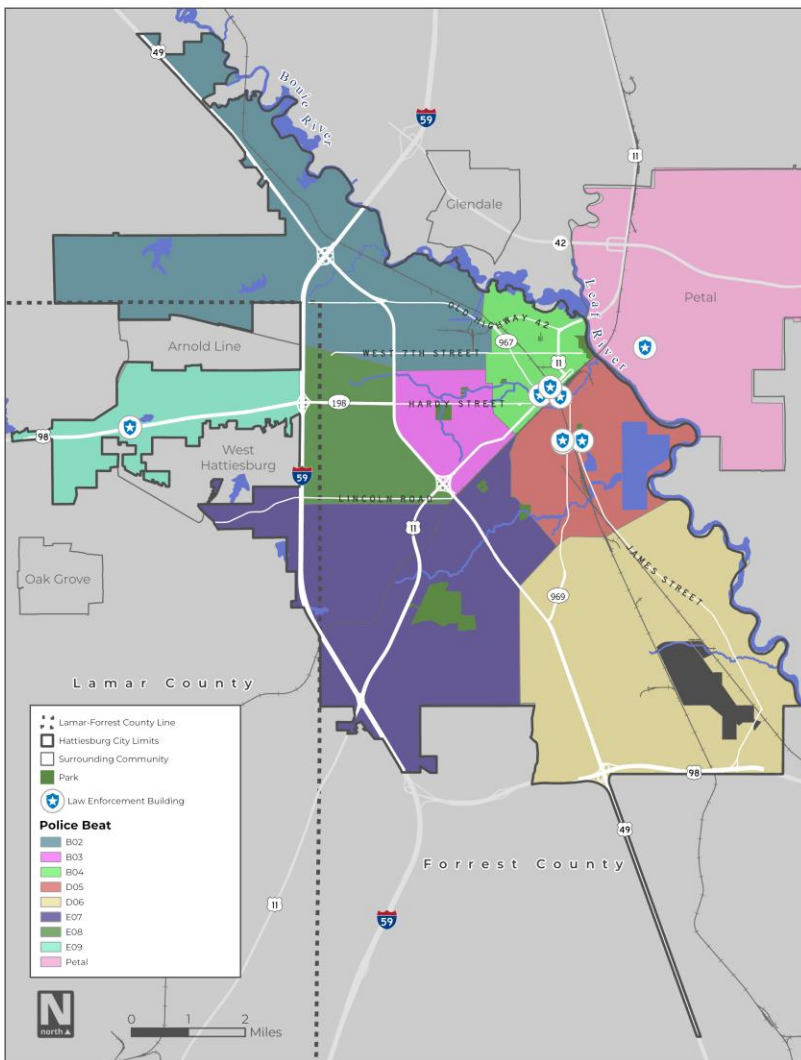 49
Bouie River
59
11
Glendale
42
Petal
Leaf River
OLD HIGHWAY 42
967
Arnold Line
WEST 7TH STREET
11
198
HARDY STREET
98
West
Hattiesburg
59
LINCOLN ROAD
11
JAMES STREET
Oak Grove
969
Lamar County
98
49
Forrest County
11
59
Lamar-Forrest County Line
Hattiesburg City Limits
Surrounding Community
Park
Law Enforcement Building
Police Beat
B02
B03
B04
D05
D06
E07
E08
E09
Petal
N
north
0 1 2
Miles